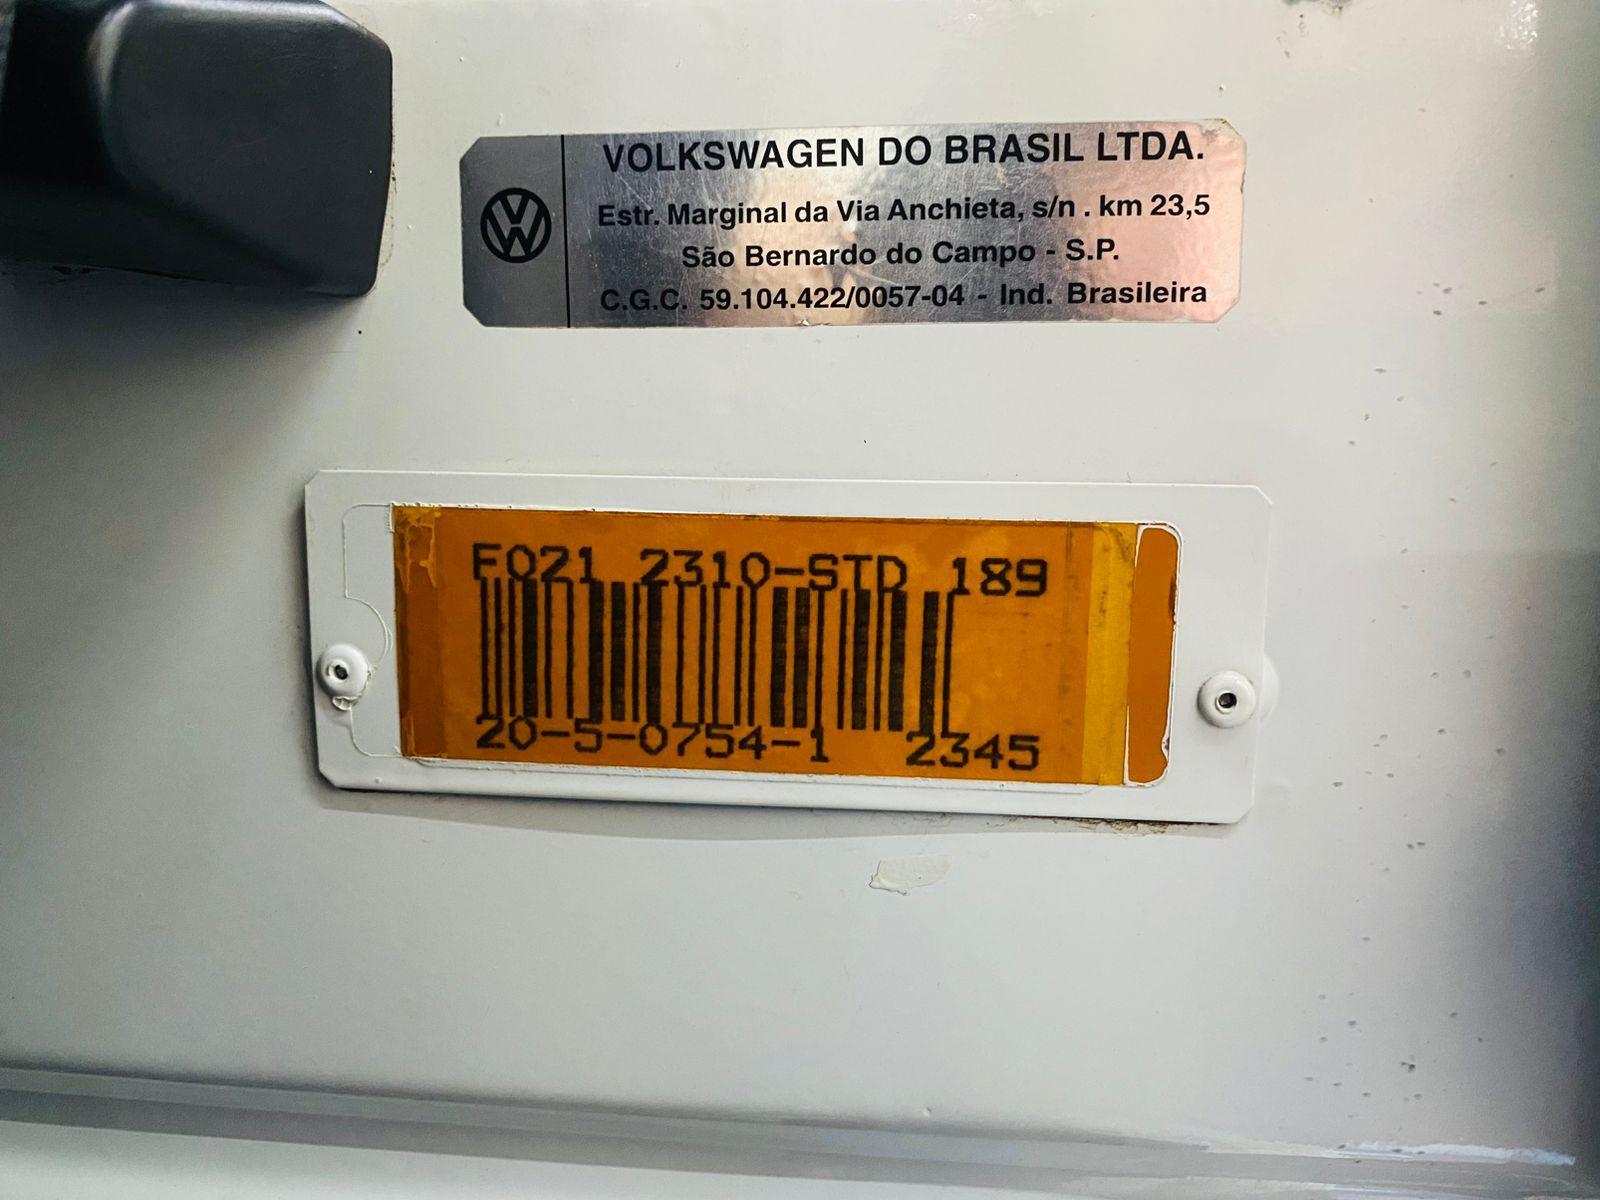 VOLKSWAGEN DO BRASIL LTDA.
Estr. Marginal da Via Anchieta, s/n . km 23,5
São Bernardo do Campo - S.P.
C.G.C. 59.104.422/0057-04 - Ind. Brasileira
F021 2310-STD 189
20-5-0754-1 2345